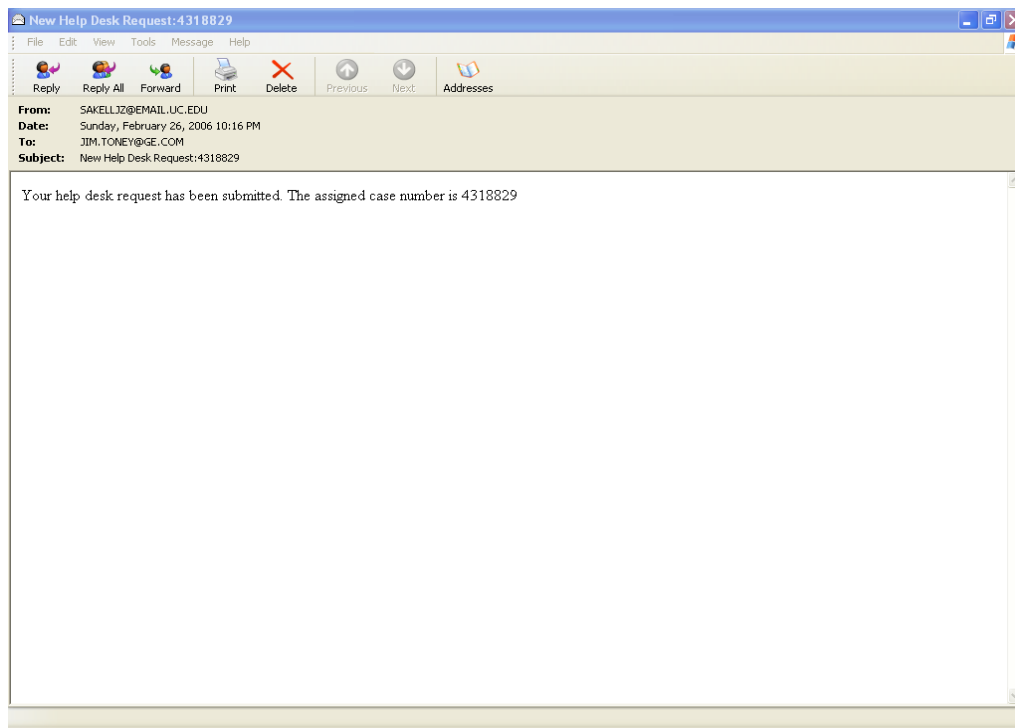 New Help Desk Request:4318829
File Edit View Tools Message Help
Reply Reply All Forward Print Delete Previous Next Addresses
From: SAKELLJZ@EMAIL.UC.EDU
Date: Sunday, February 26, 2006 10:16 PM
To: JIM.TONEY@GE.COM
Subject: New Help Desk Request:4318829
Your help desk request has been submitted. The assigned case number is 4318829